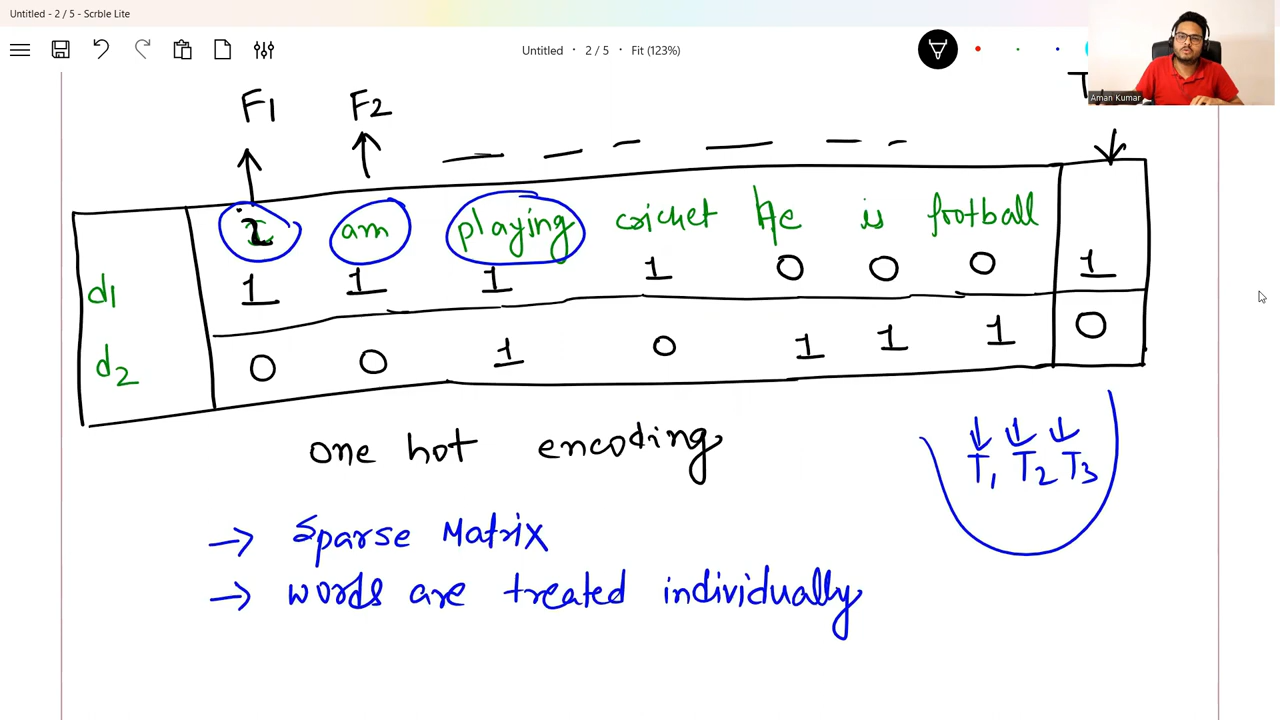 Untitled - 2 / 5 - Scrble Lite
Untitled • 2 / 5 • Fit (123%)
Aman Kumar
F1 F2 T
I am playing cricket He is football
d1 1 1 1 1 0 0 0 1
d2 0 0 1 0 1 1 1 0
one hot encoding
T1 T2 T3
→ Sparse Matrix
→ words are treated individually